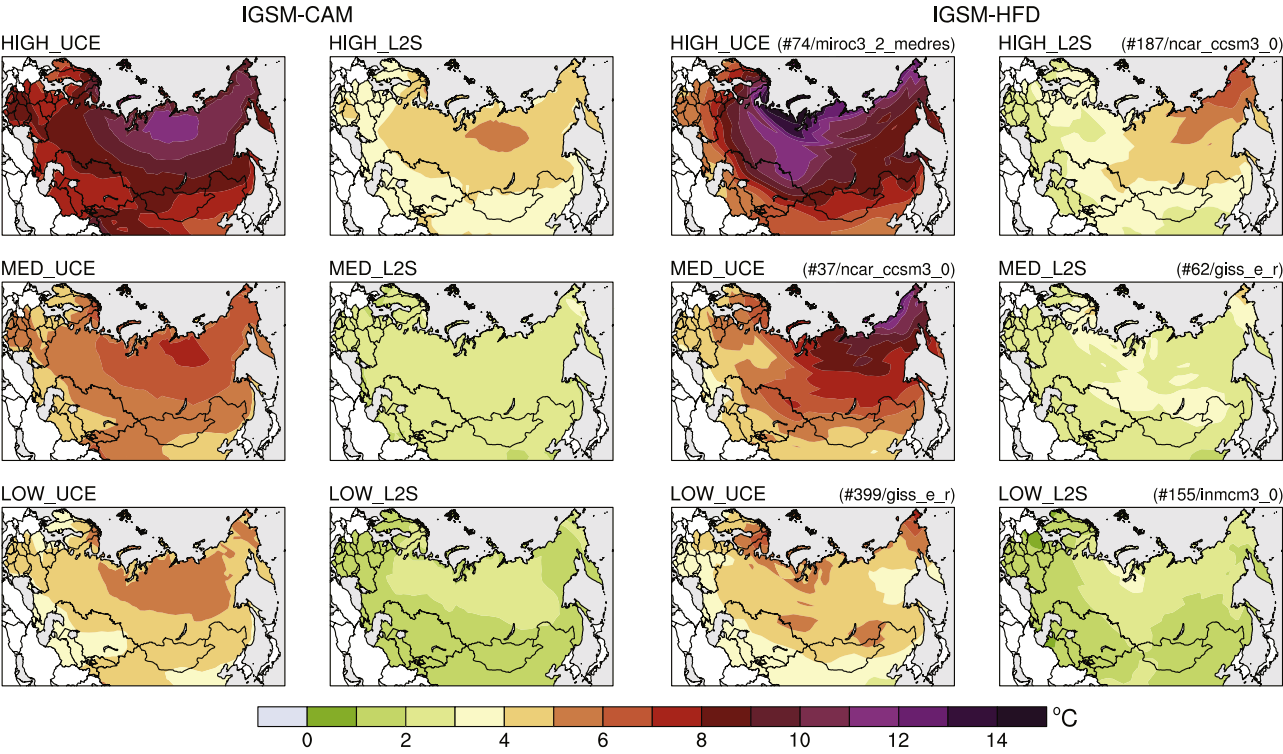 IGSM-CAM IGSM-HFD
HIGH_UCE HIGH_L2S HIGH_UCE (#74/miroc3_2_medres) HIGH_L2S (#187/ncar_ccsm3_0)
MED_UCE MED_L2S MED_UCE (#37/ncar_ccsm3_0) MED_L2S (#62/giss_e_r)
LOW_UCE LOW_L2S LOW_UCE (#399/giss_e_r) LOW_L2S (#155/inmcm3_0)
°C
0 2 4 6 8 10 12 14